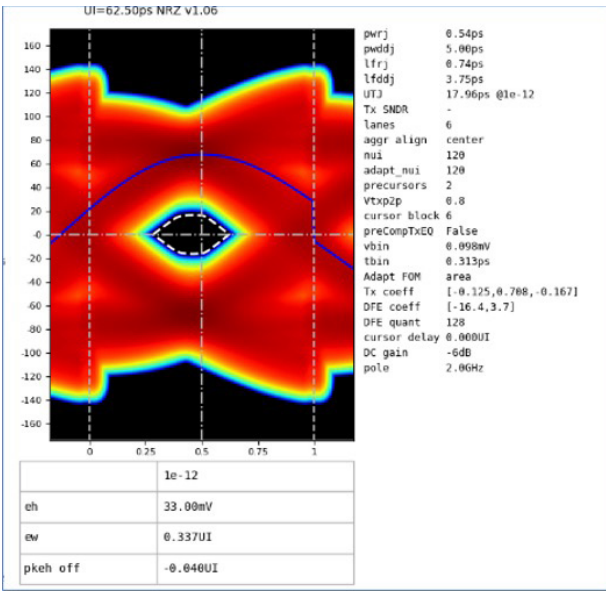 UI=62.50ps NRZ v1.06
160
140
120
100
80
60
40
20
0
-20
-40
-60
-80
-100
-120
-140
-160
0
0.25
0.5
0.75
1
pwrj 0.54ps
pwddj 5.00ps
lfrj 0.74ps
lfddj 3.75ps
UTJ 17.96ps @1e-12
Tx SNDR -
lanes 6
aggr align center
nui 120
adapt_nui 120
precursors 2
Vtxp2p 0.8
cursor block 6
preCompTxEQ False
vbin 0.098mV
tbin 0.313ps
Adapt FOM area
Tx coeff [-0.125,0.708,-0.167]
DFE coeff [-16.4,3.7]
DFE quant 128
cursor delay 0.000UI
DC gain -6dB
pole 2.0GHz
1e-12
eh 33.00mV
ew 0.337UI
pkeh off -0.040UI